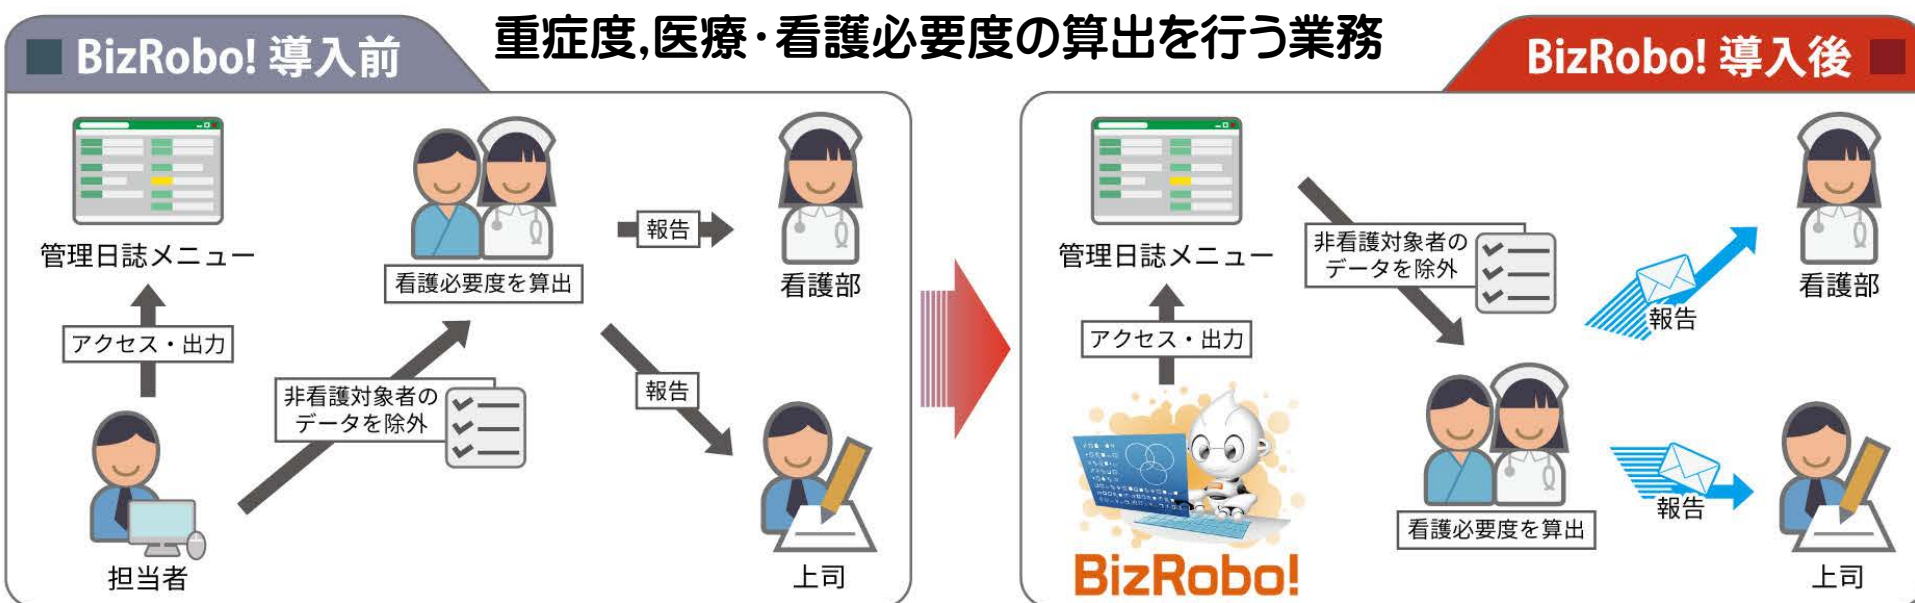 重症度,医療・看護必要度の算出を行う業務
BizRobo! 導入前
管理日誌メニュー
アクセス・出力
担当者
非看護対象者の
データを除外
看護必要度を算出
報告
看護部
報告
上司
BizRobo! 導入後
管理日誌メニュー
アクセス・出力
BizRobo!
非看護対象者の
データを除外
看護必要度を算出
報告
看護部
報告
上司